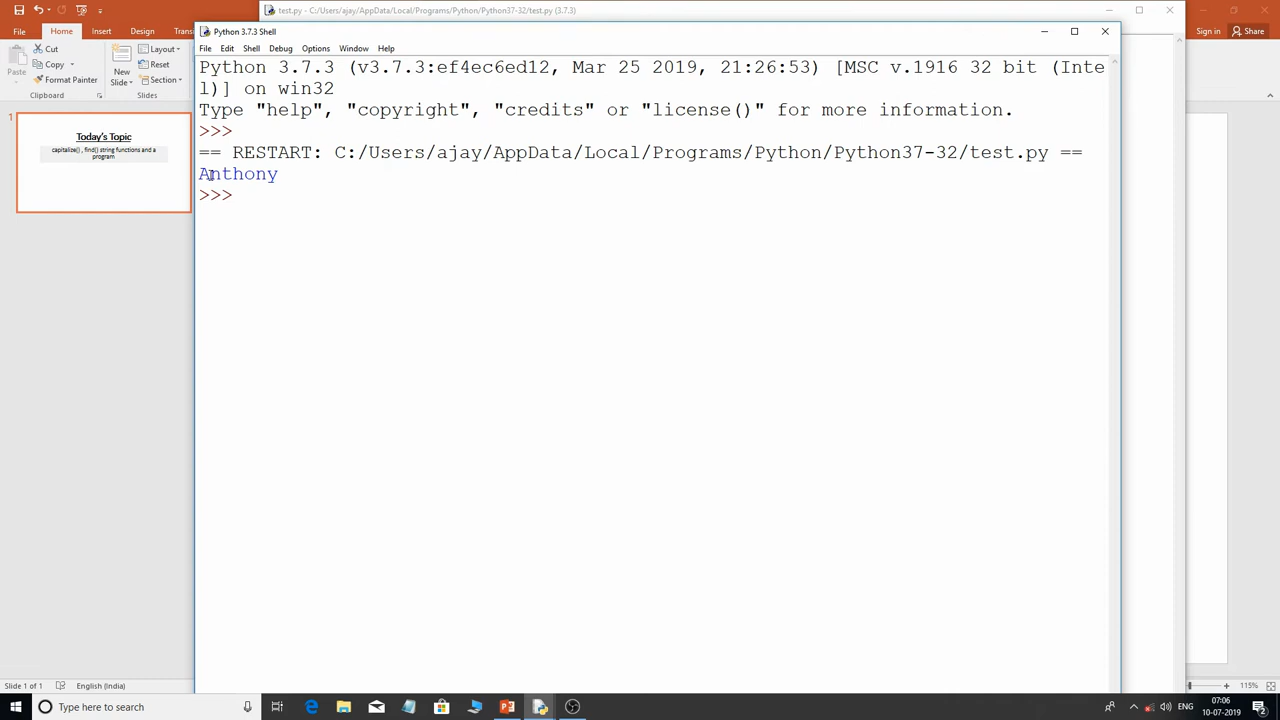 test.py - C:/Users/ajay/AppData/Local/Programs/Python/Python37-32/test.py (3.7.3)
File Home Insert Design Trans
Sign in Share
Python 3.7.3 Shell
File Edit Shell Debug Options Window Help
Paste
Cut
Copy
Format Painter
Clipboard
New Slide
Layout
Reset
Section
Slides
1
Today's Topic
capitalize() , find() string functions and a
program
Python 3.7.3 (v3.7.3:ef4ec6ed12, Mar 25 2019, 21:26:53) [MSC v.1916 32 bit (Inte
l)] on win32
Type "help", "copyright", "credits" or "license()" for more information.
>>>
== RESTART: C:/Users/ajay/AppData/Local/Programs/Python/Python37-32/test.py ==
Anthony
>>>
Slide 1 of 1 English (India)
115%
Type here to search
ENG
07:06
10-07-2019
2